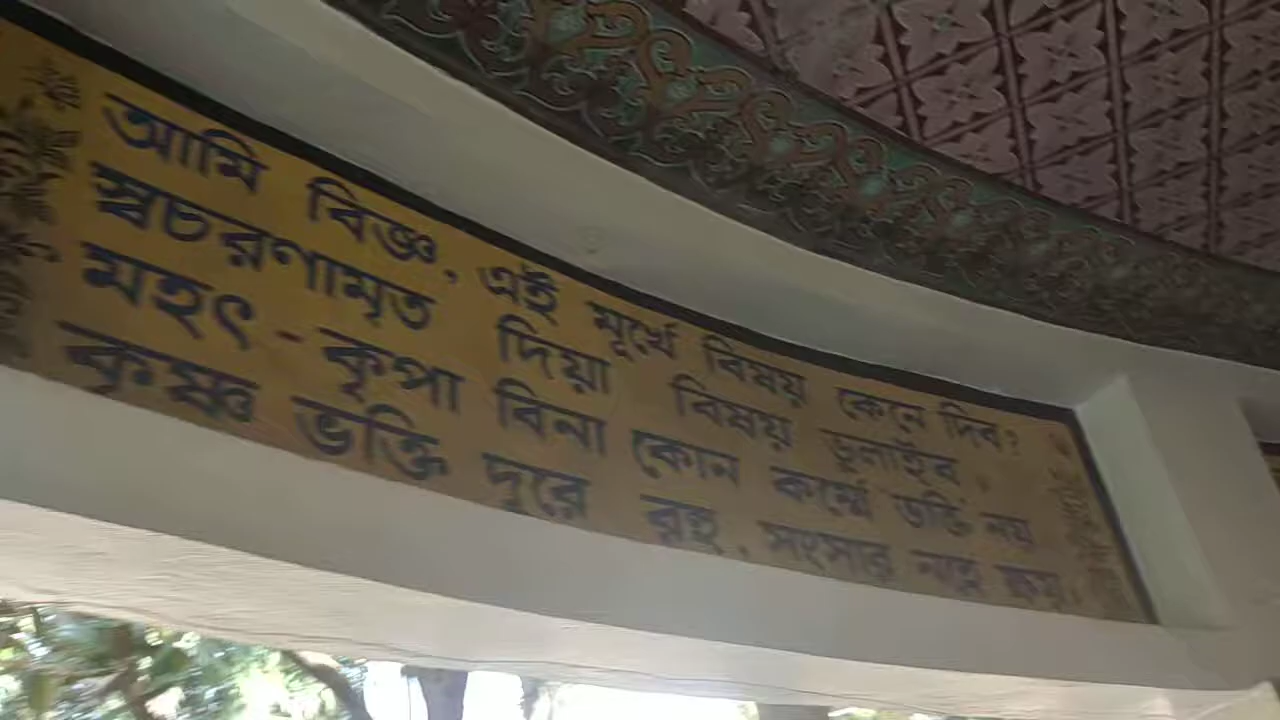 আমি বিজ্ঞ, এই মূর্খে বিষয় কেনে দিব?
স্বচরণামৃত দিয়া বিষয় ভুলাইব।
মহৎ - কৃপা বিনা কোন কর্ম্মে ভক্তি নয়
কৃষ্ণ ভক্তি দূরে রহু, সংসার নহে ক্ষয়।